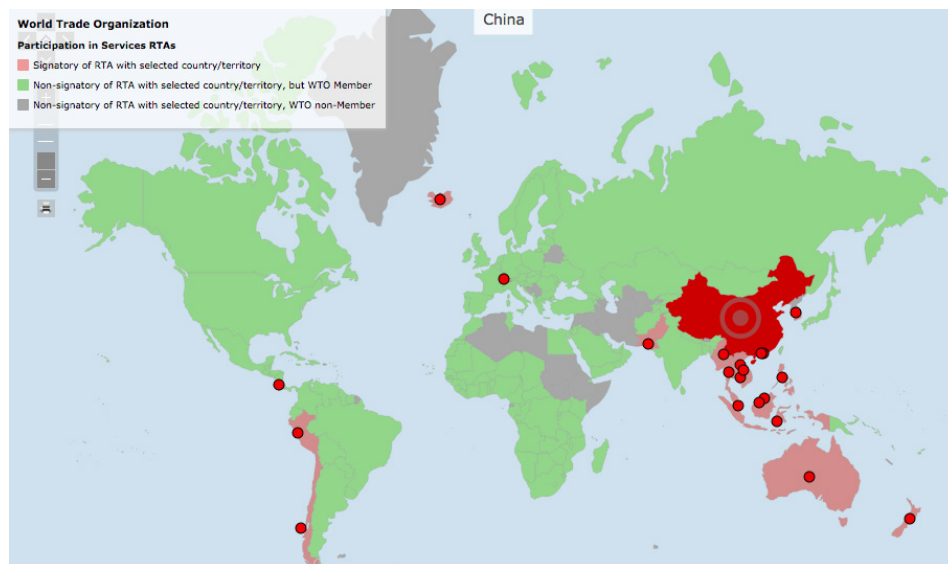 World Trade Organization
China
Participation in Services RTAs
Signatory of RTA with selected country/territory
Non-signatory of RTA with selected country/territory, but WTO Member
Non-signatory of RTA with selected country/territory, WTO non-Member